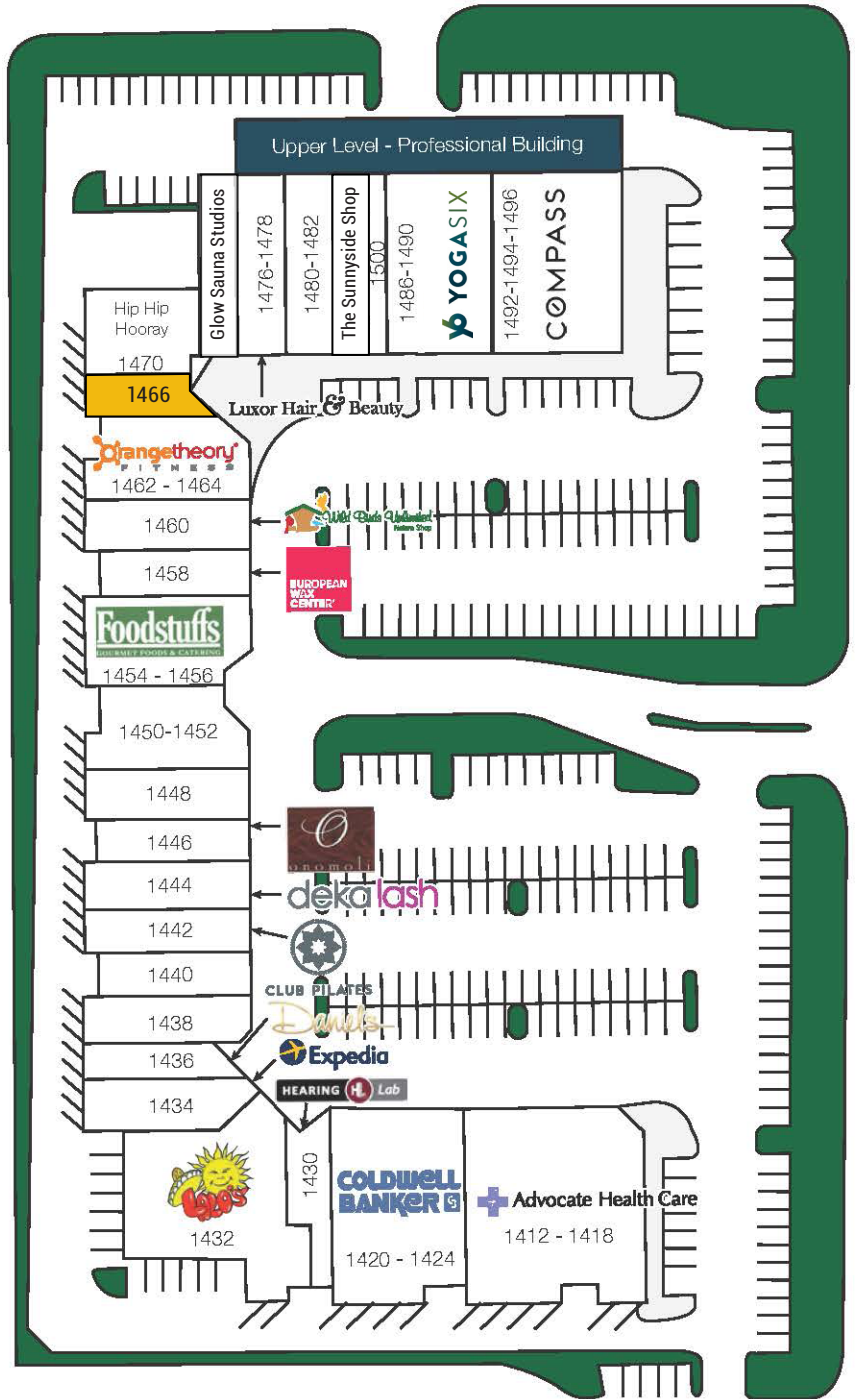 Upper Level - Professional Building
Glow Sauna Studios
1476-1478
1480-1482
The Sunnyside Shop
1500
1486-1490
YOGASIX
1492-1494-1496
COMPASS
Hip Hip
Hooray
1470
1466
Luxor Hair & Beauty
Orangetheory
FITNESS
1462 - 1464
1460
Wild Birds Unlimited
Nature Shop
1458
EUROPEAN
WAX
CENTER
Foodstuffs
GOURMET FOODS & CATERING
1454 - 1456
1450-1452
1448
1446
O
onomoli
1444
deka lash
1442
1440
CLUB PILATES
1438
Daniel's
1436
Expedia
1434
HEARING HL Lab
1430
Lalo's
1432
COLDWELL
BANKER
1420 - 1424
Advocate Health Care
1412 - 1418